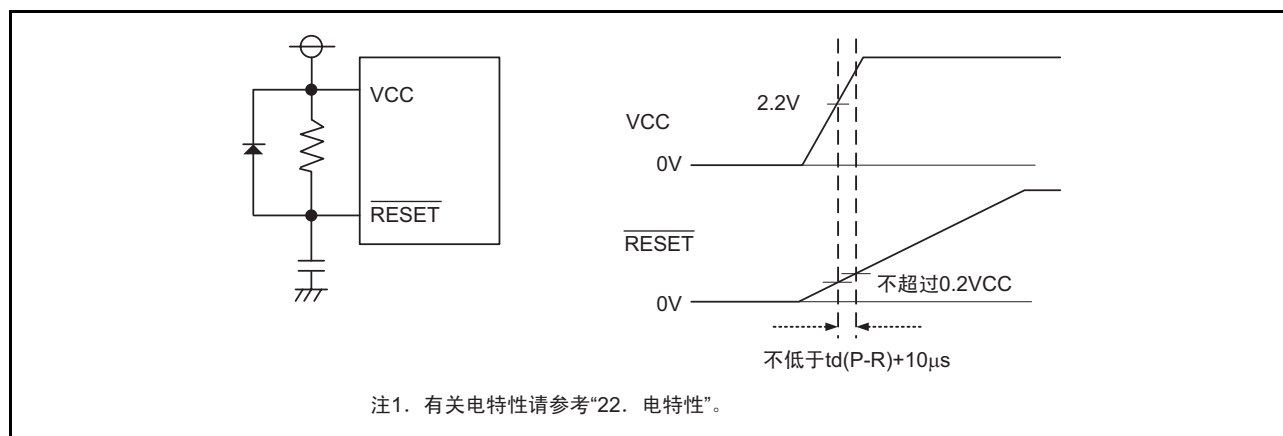 VCC
RESET
2.2V
VCC
0V
RESET
不超过0.2VCC
0V
不低于td(P-R)+10μs
注1. 有关电特性请参考“22. 电特性”。